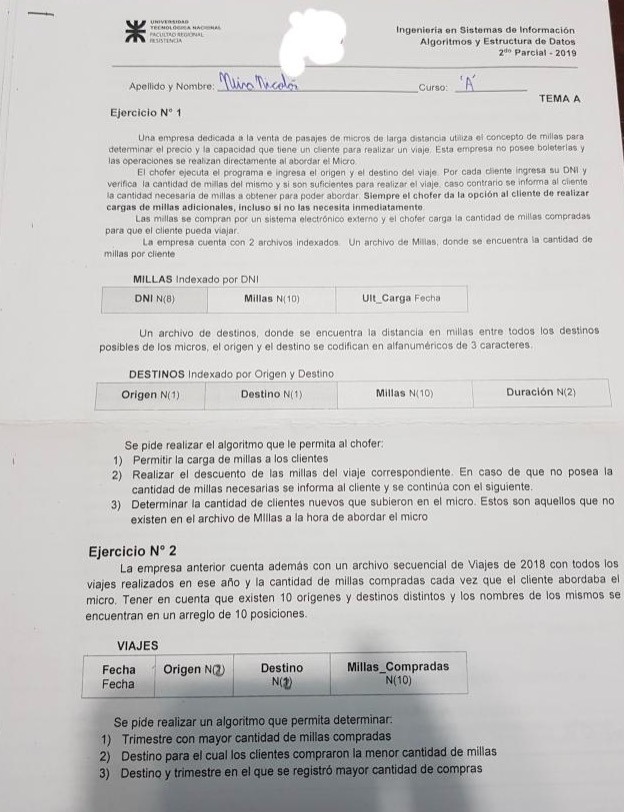 UNIVERSIDAD
TECNOLÓGICA NACIONAL
FACULTAD REGIONAL
RESISTENCIA
Ingeniería en Sistemas de Información
Algoritmos y Estructura de Datos
2do Parcial - 2019
Apellido y Nombre:
Curso: "A"
TEMA A
Ejercicio N° 1
Una empresa dedicada a la venta de pasajes de micros de larga distancia utiliza el concepto de millas para
determinar el precio y la capacidad que tiene un cliente para realizar un viaje. Esta empresa no posee boleterías y
las operaciones se realizan directamente al abordar el Micro.
El chofer ejecuta el programa e ingresa el origen y el destino del viaje. Por cada cliente ingresa su DNI y
verifica la cantidad de millas del mismo y si son suficientes para realizar el viaje, caso contrario se informa al cliente
la cantidad necesaria de millas a obtener para poder abordar. Siempre el chofer da la opción al cliente de realizar
cargas de millas adicionales, incluso si no las necesita inmediatamente.
Las millas se compran por un sistema electrónico externo y el chofer carga la cantidad de millas compradas
para que el cliente pueda viajar.
La empresa cuenta con 2 archivos indexados. Un archivo de Millas, donde se encuentra la cantidad de
millas por cliente
MILLAS Indexado por DNI
DNI N(8) Millas N(10) Ult_Carga Fecha
Un archivo de destinos, donde se encuentra la distancia en millas entre todos los destinos
posibles de los micros, el origen y el destino se codifican en alfanuméricos de 3 caracteres.
DESTINOS Indexado por Origen y Destino
Origen N(1) Destino N(1) Millas N(10) Duración N(2)
Se pide realizar el algoritmo que le permita al chofer:
1) Permitir la carga de millas a los clientes
2) Realizar el descuento de las millas del viaje correspondiente. En caso de que no posea la
cantidad de millas necesarias se informa al cliente y se continúa con el siguiente.
3) Determinar la cantidad de clientes nuevos que subieron en el micro. Estos son aquellos que no
existen en el archivo de Millas a la hora de abordar el micro
Ejercicio N° 2
La empresa anterior cuenta además con un archivo secuencial de Viajes de 2018 con todos los
viajes realizados en ese año y la cantidad de millas compradas cada vez que el cliente abordaba el
micro. Tener en cuenta que existen 10 orígenes y destinos distintos y los nombres de los mismos se
encuentran en un arreglo de 10 posiciones.
VIAJES
Fecha Origen N(2) Destino Millas_Compradas
Fecha N(2) N(10)
Se pide realizar un algoritmo que permita determinar:
1) Trimestre con mayor cantidad de millas compradas
2) Destino para el cual los clientes compraron la menor cantidad de millas
3) Destino y trimestre en el que se registró mayor cantidad de compras